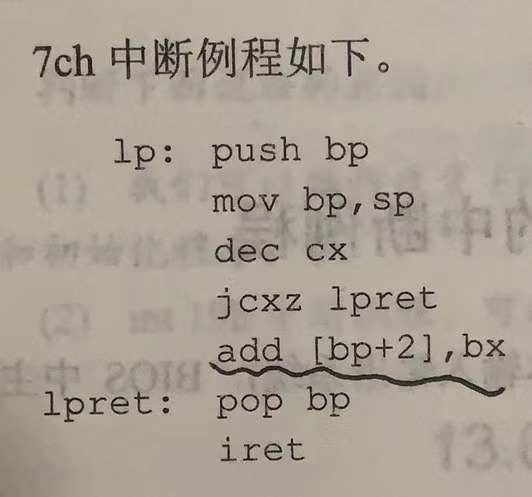 7ch 中断例程如下。
lp: push bp
mov bp,sp
dec cx
jcxz lpret
add [bp+2],bx
lpret: pop bp
iret
13.